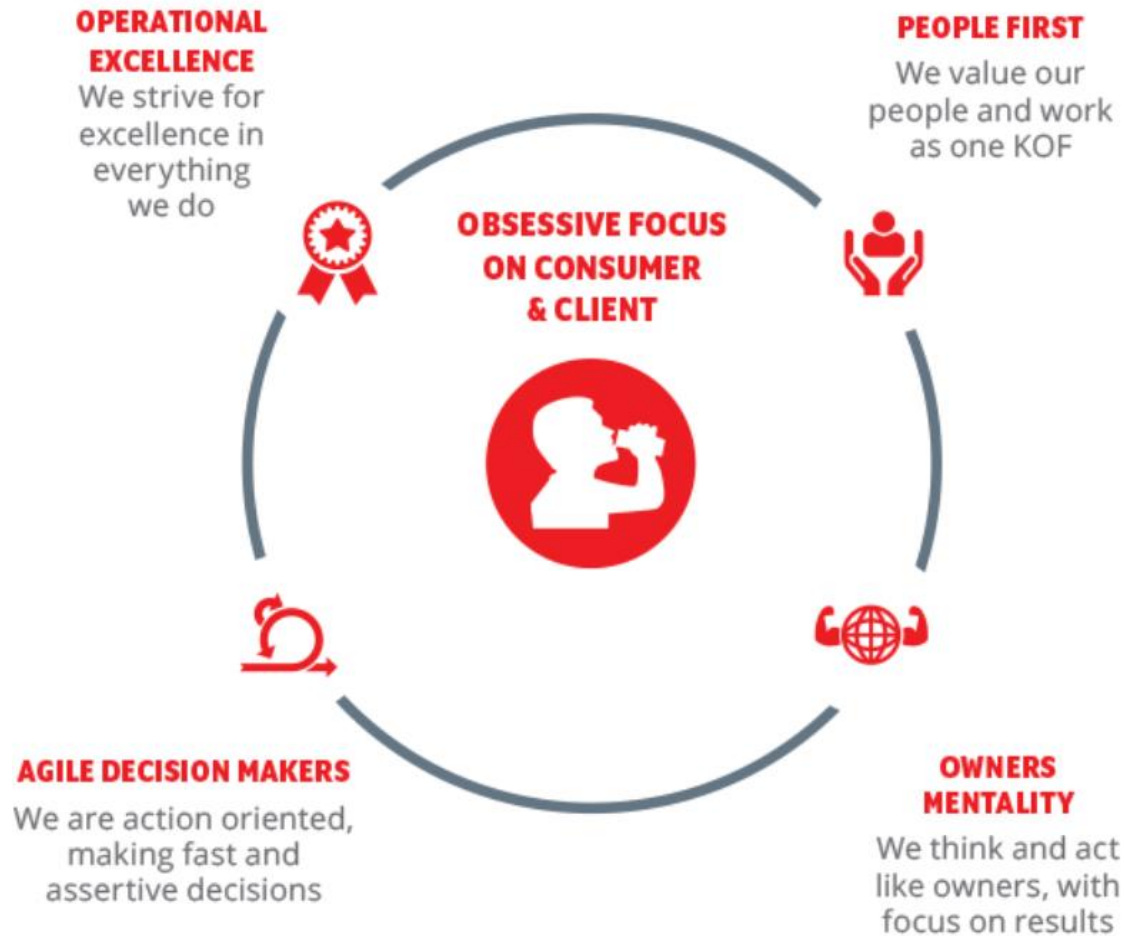 OPERATIONAL
EXCELLENCE
We strive for
excellence in
everything
we do
PEOPLE FIRST
We value our
people and work
as one KOF
OBSESSIVE FOCUS
ON CONSUMER
& CLIENT
AGILE DECISION MAKERS
We are action oriented,
making fast and
assertive decisions
OWNERS
MENTALITY
We think and act
like owners, with
focus on results